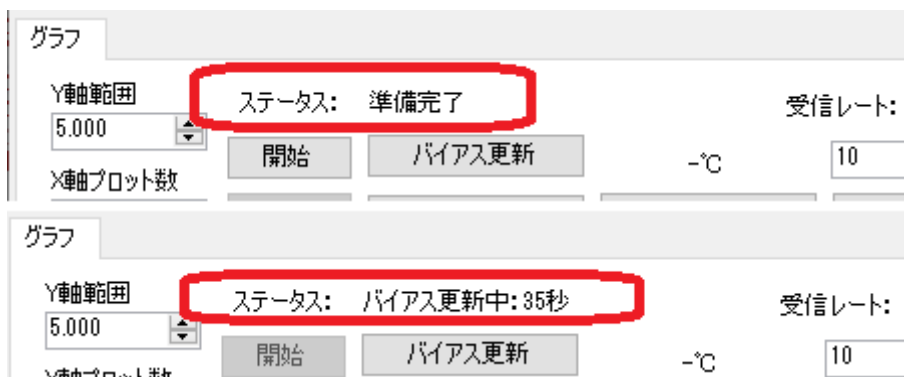 グラフ
Y軸範囲
ステータス: 準備完了
受信レート:
5.000
開始
バイアス更新
-℃
10
X軸プロット数
グラフ
Y軸範囲
ステータス: バイアス更新中:35秒
受信レート:
5.000
開始
バイアス更新
-℃
10